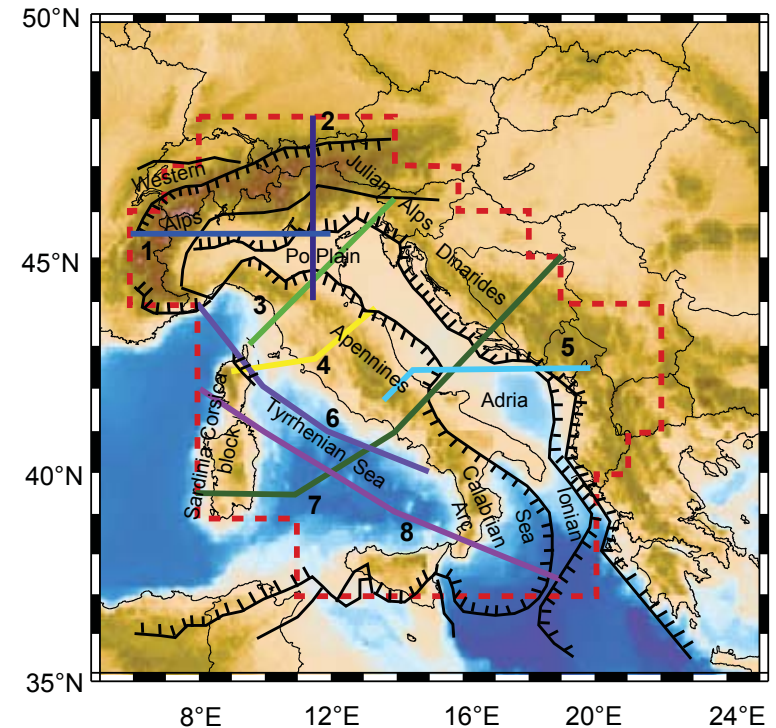 50°N
2
Western
Julian Alps
Alps
1
Po Plain
45°N
Dinarides
3
4
Apennines
5
Adria
Sardinia-Corsica
block
Tyrrhenian Sea
6
40°N
7
Calabrian
Arc
Ionian
Sea
8
35°N
8°E 12°E 16°E 20°E 24°E